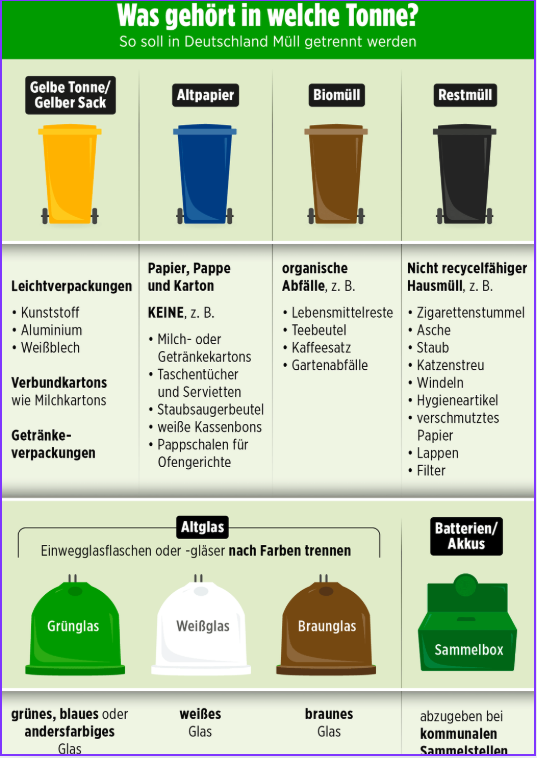 Was gehört in welche Tonne?
So soll in Deutschland Müll getrennt werden
Gelbe Tonne/
Gelber Sack
Altpapier
Biomüll
Restmüll
Leichtverpackungen
• Kunststoff
• Aluminium
• Weißblech
Verbundkartons
wie Milchkartons
Getränke-
verpackungen
Papier, Pappe
und Karton
KEINE, z. B.
• Milch- oder
Getränkekartons
• Taschentücher
und Servietten
• Staubsaugerbeutel
• weiße Kassenbons
• Pappschalen für
Ofengerichte
organische
Abfälle, z. B.
• Lebensmittelreste
• Teebeutel
• Kaffeesatz
• Gartenabfälle
Nicht recycelfähiger
Hausmüll, z. B.
• Zigarettenstummel
• Asche
• Staub
• Katzenstreu
• Windeln
• Hygieneartikel
• verschmutztes
Papier
• Lappen
• Filter
Altglas
Einwegglasflaschen oder -gläser nach Farben trennen
Grünglas
Weißglas
Braunglas
grünes, blaues oder
andersfarbiges
Glas
weißes
Glas
braunes
Glas
Batterien/
Akkus
Sammelbox
abzugeben bei
kommunalen
Sammelstellen